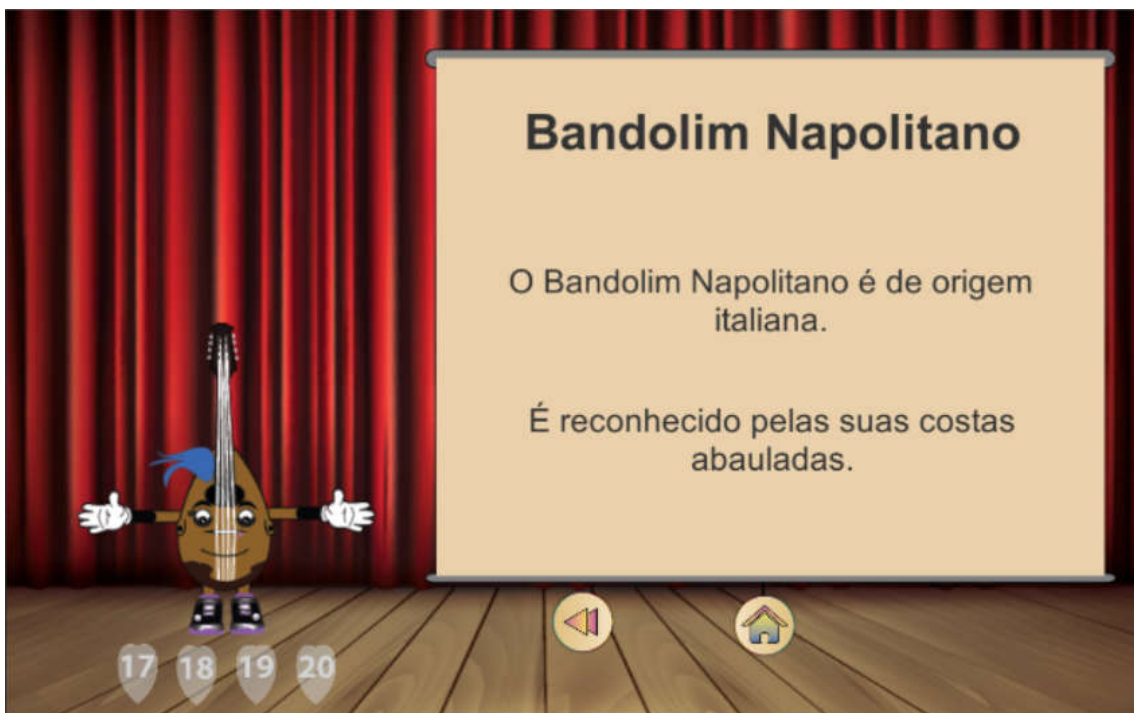 Bandolim Napolitano
O Bandolim Napolitano é de origem
italiana.
É reconhecido pelas suas costas
abauladas.
17 18 19 20